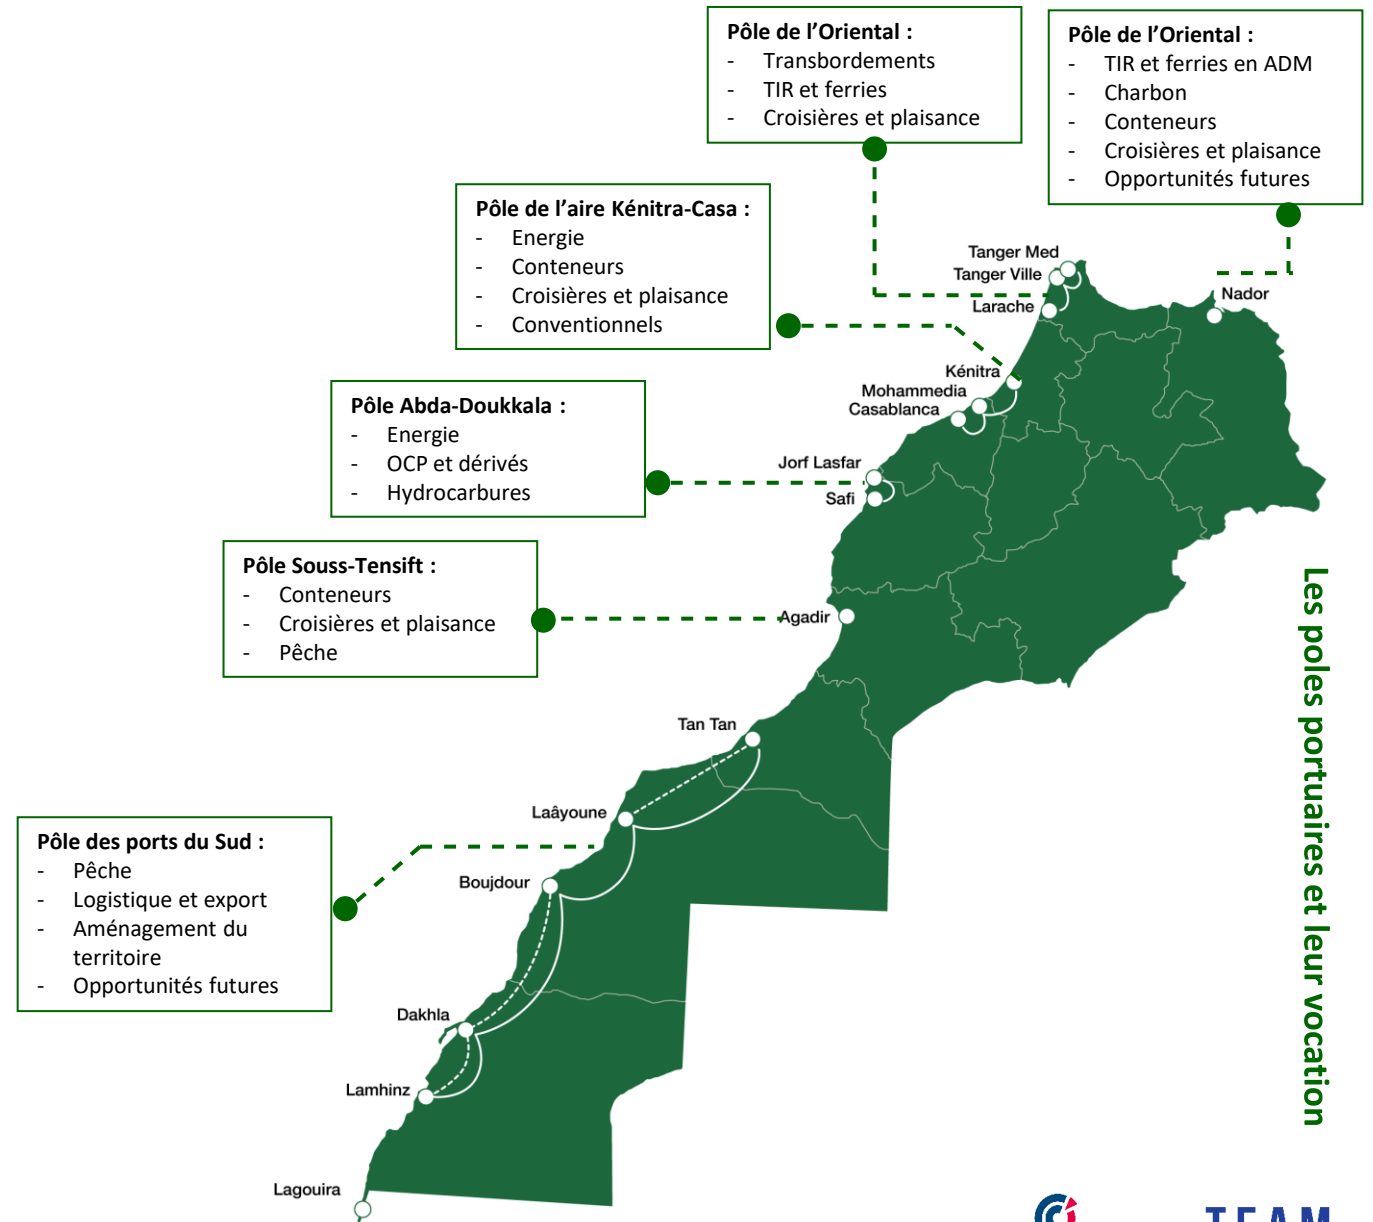 Pôle de l’Oriental :
- Transbordements
- TIR et ferries
- Croisières et plaisance
Pôle de l’Oriental :
- TIR et ferries en ADM
- Charbon
- Conteneurs
- Croisières et plaisance
- Opportunités futures
Pôle de l’aire Kénitra-Casa :
- Energie
- Conteneurs
- Croisières et plaisance
- Conventionnels
Tanger Med
Tanger Ville
Larache
Nador
Kénitra
Mohammedia
Casablanca
Pôle Abda-Doukkala :
- Energie
- OCP et dérivés
- Hydrocarbures
Jorf Lasfar
Safi
Pôle Souss-Tensift :
- Conteneurs
- Croisières et plaisance
- Pêche
Agadir
Les poles portuaires et leur vocation
Tan Tan
Laâyoune
Boujdour
Pôle des ports du Sud :
- Pêche
- Logistique et export
- Aménagement du
territoire
- Opportunités futures
Dakhla
Lamhinz
Lagouira
TEAM